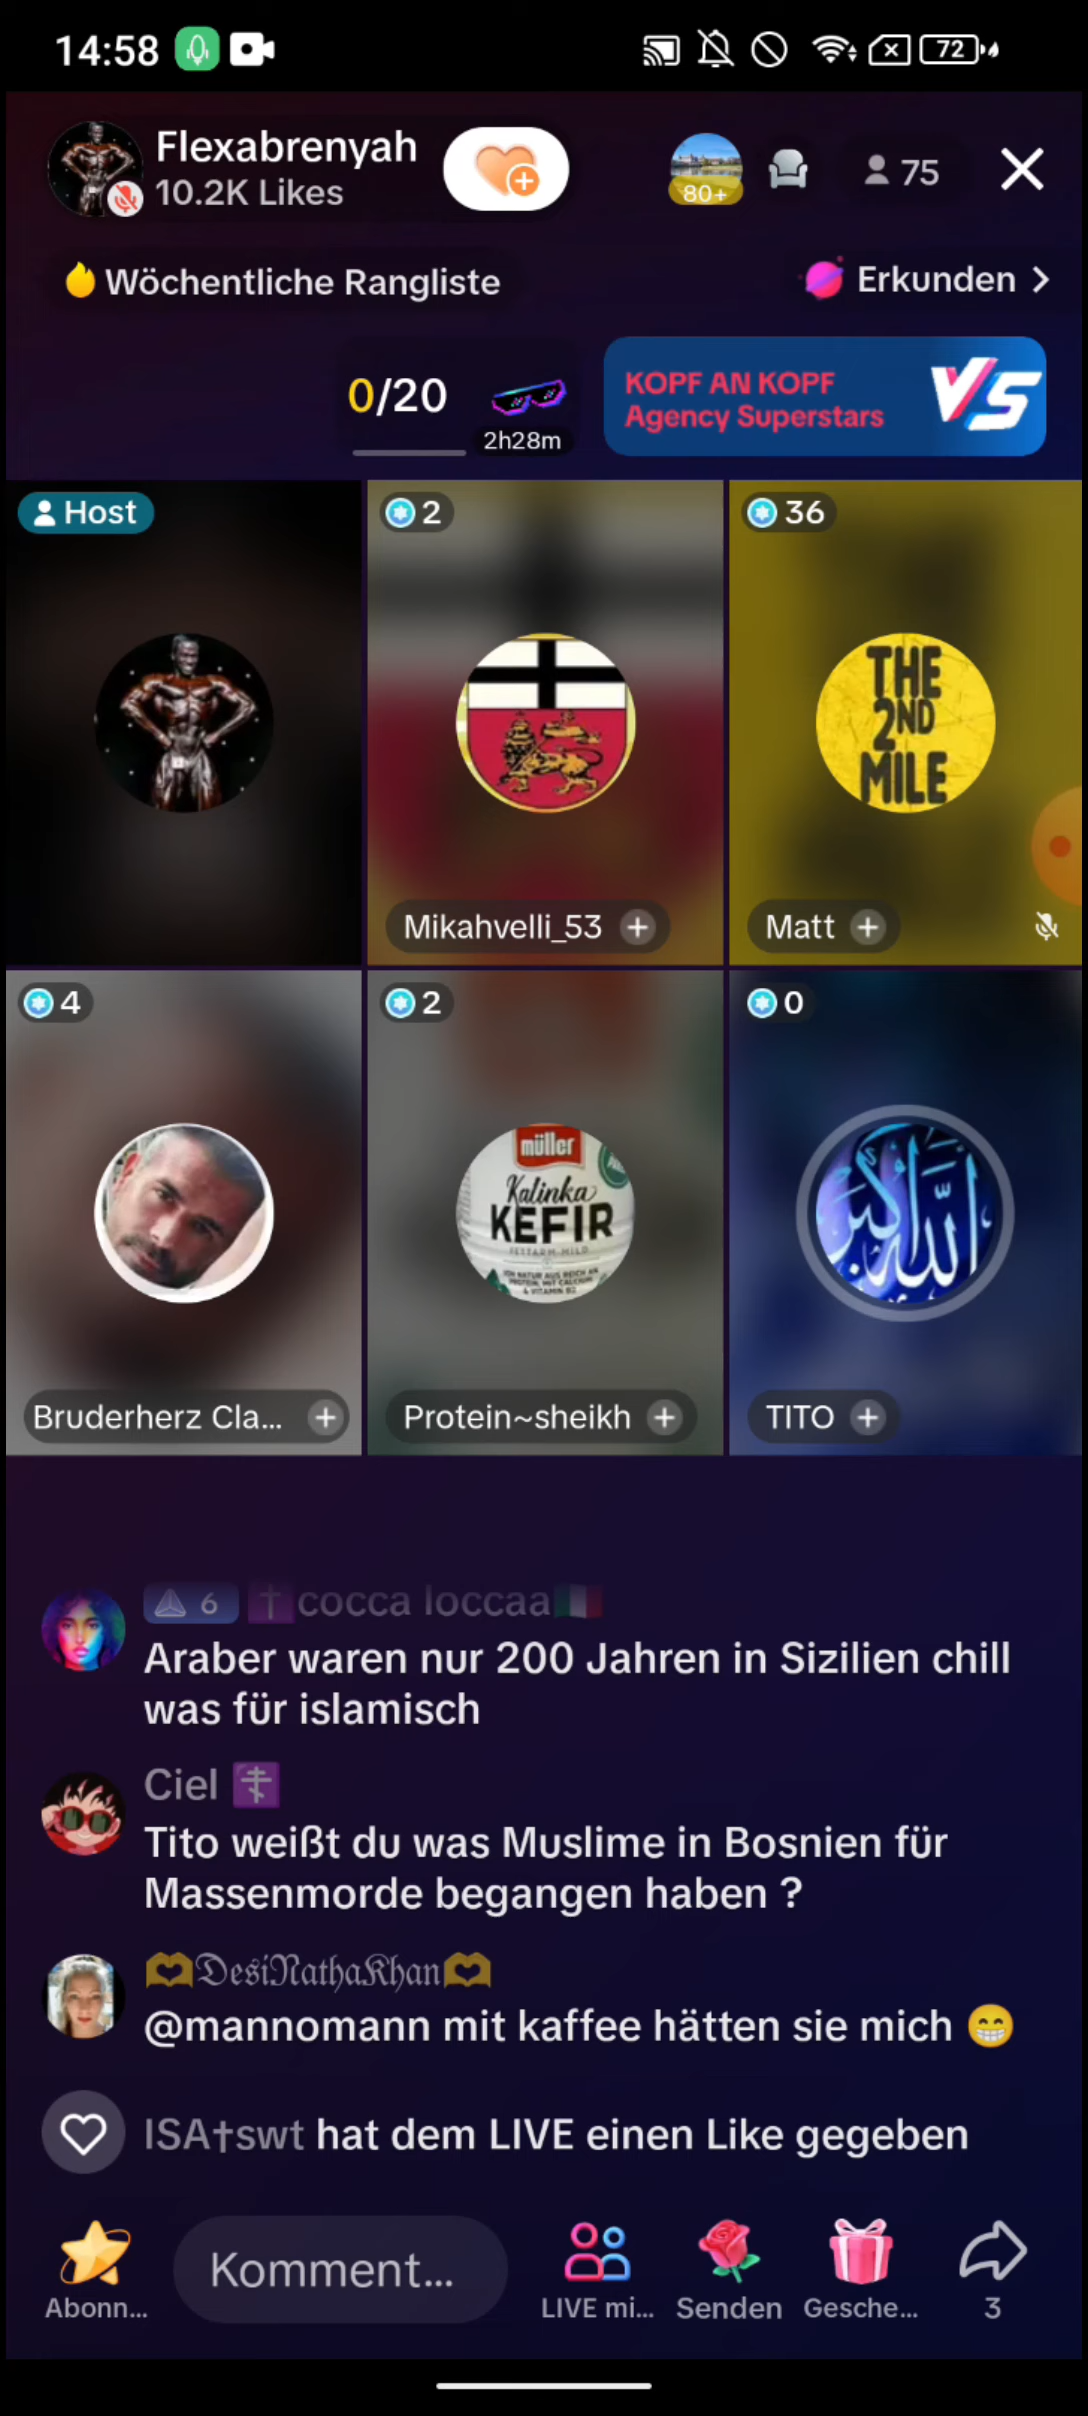 14:58
72
Flexabrenyah
10.2K Likes
80+
75
Wöchentliche Rangliste
Erkunden
0/20
2h28m
KOPF AN KOPF
Agency Superstars
VS
Host
2
36
THE
2ND
MILE
Mikahvelli_53
Matt
4
2
0
müller
Kalinka
KEFIR
FETTARM MILD
الله أكبر
Bruderherz Cla...
Protein~sheikh
TITO
6 cocca loccaa
Araber waren nur 200 Jahren in Sizilien chill
was für islamisch
Ciel
Tito weißt du was Muslime in Bosnien für
Massenmorde begangen haben ?
DesiNathaKhan
@mannomann mit kaffee hätten sie mich 😁
ISA†swt hat dem LIVE einen Like gegeben
Komment...
Abonn...
LIVE mi...
Senden
Gesche...
3